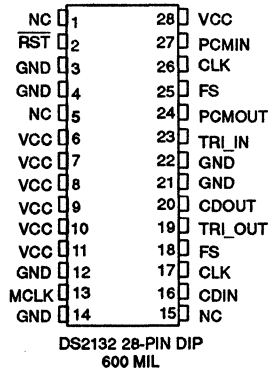 NC 1 28 VCC
RST 2 27 PCMIN
GND 3 26 CLK
GND 4 25 FS
NC 5 24 PCMOUT
VCC 6 23 TRI_IN
VCC 7 22 GND
VCC 8 21 GND
VCC 9 20 CDOUT
VCC 10 19 TRI_OUT
VCC 11 18 FS
GND 12 17 CLK
MCLK 13 16 CDIN
GND 14 15 NC
DS2132 28-PIN DIP
600 MIL